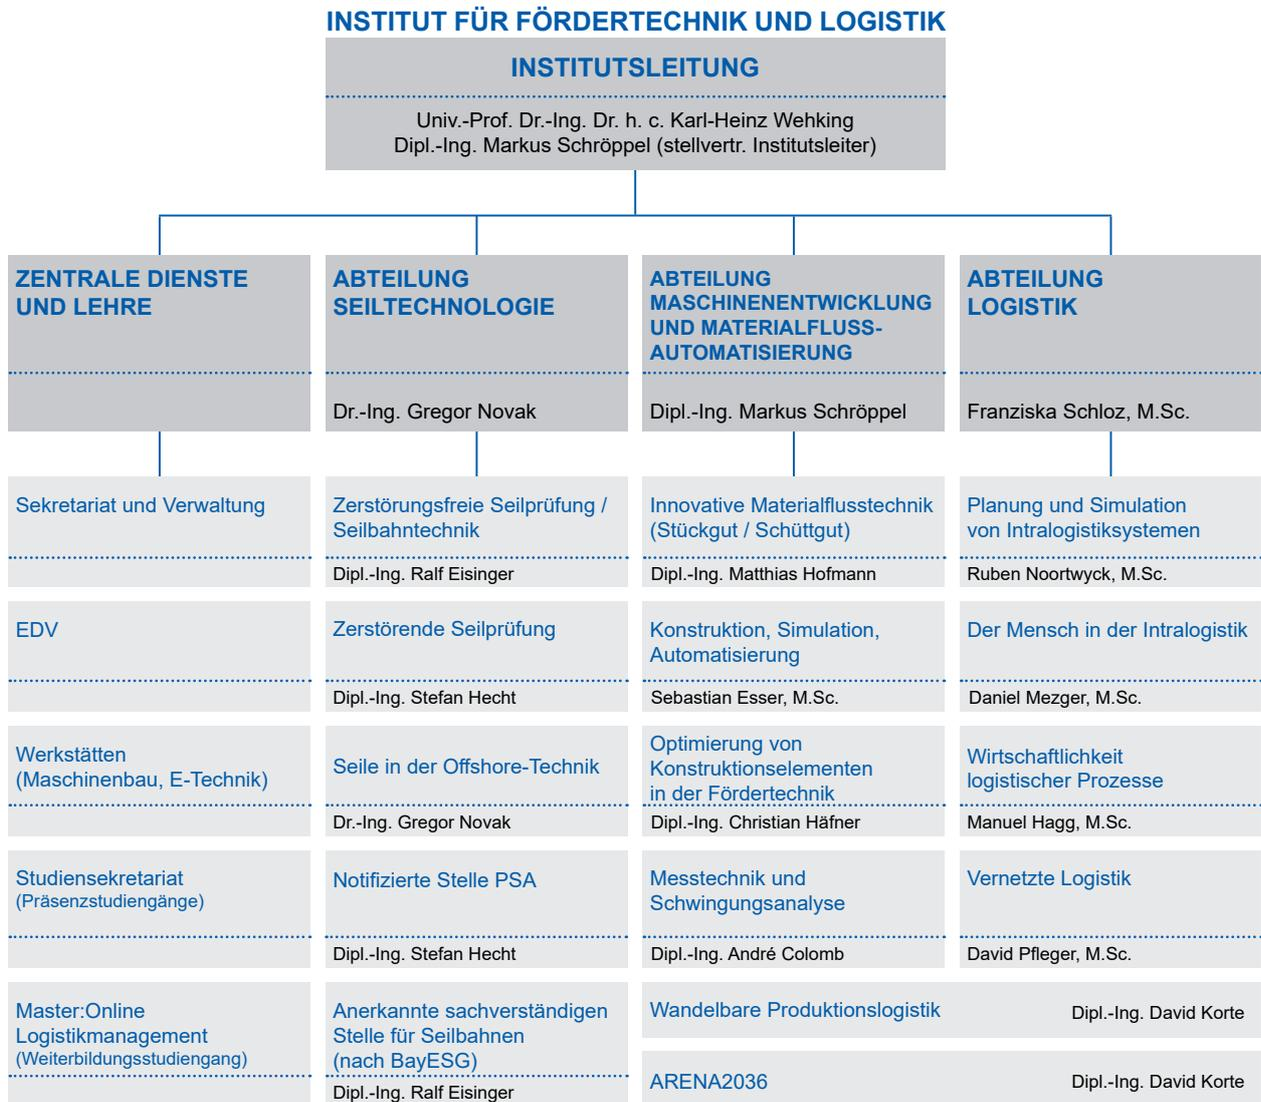 INSTITUT FÜR FÖRDERTECHNIK UND LOGISTIK
INSTITUTSLEITUNG
Univ.-Prof. Dr.-Ing. Dr. h. c. Karl-Heinz Wehking
Dipl.-Ing. Markus Schröppel (stellvertr. Institutsleiter)
ZENTRALE DIENSTE
UND LEHRE
Sekretariat und Verwaltung
EDV
Werkstätten
(Maschinenbau, E-Technik)
Studiensekretariat
(Präsenzstudiengänge)
Master:Online
Logistikmanagement
(Weiterbildungsstudiengang)
ABTEILUNG
SEILTECHNOLOGIE
Dr.-Ing. Gregor Novak
Zerstörungsfreie Seilprüfung /
Seilbahntechnik
Dipl.-Ing. Ralf Eisinger
Zerstörende Seilprüfung
Dipl.-Ing. Stefan Hecht
Seile in der Offshore-Technik
Dr.-Ing. Gregor Novak
Notifizierte Stelle PSA
Dipl.-Ing. Stefan Hecht
Anerkannte sachverständigen
Stelle für Seilbahnen
(nach BayESG)
Dipl.-Ing. Ralf Eisinger
ABTEILUNG
MASCHINENENTWICKLUNG
UND MATERIALFLUSS-
AUTOMATISIERUNG
Dipl.-Ing. Markus Schröppel
Innovative Materialflusstechnik
(Stückgut / Schüttgut)
Dipl.-Ing. Matthias Hofmann
Konstruktion, Simulation,
Automatisierung
Sebastian Esser, M.Sc.
Optimierung von
Konstruktionselementen
in der Fördertechnik
Dipl.-Ing. Christian Häfner
Messtechnik und
Schwingungsanalyse
Dipl.-Ing. André Colomb
ABTEILUNG
LOGISTIK
Franziska Schloz, M.Sc.
Planung und Simulation
von Intralogistiksystemen
Ruben Noortwyck, M.Sc.
Der Mensch in der Intralogistik
Daniel Mezger, M.Sc.
Wirtschaftlichkeit
logistischer Prozesse
Manuel Hagg, M.Sc.
Vernetzte Logistik
David Pfleger, M.Sc.
Wandelbare Produktionslogistik Dipl.-Ing. David Korte
ARENA2036 Dipl.-Ing. David Korte